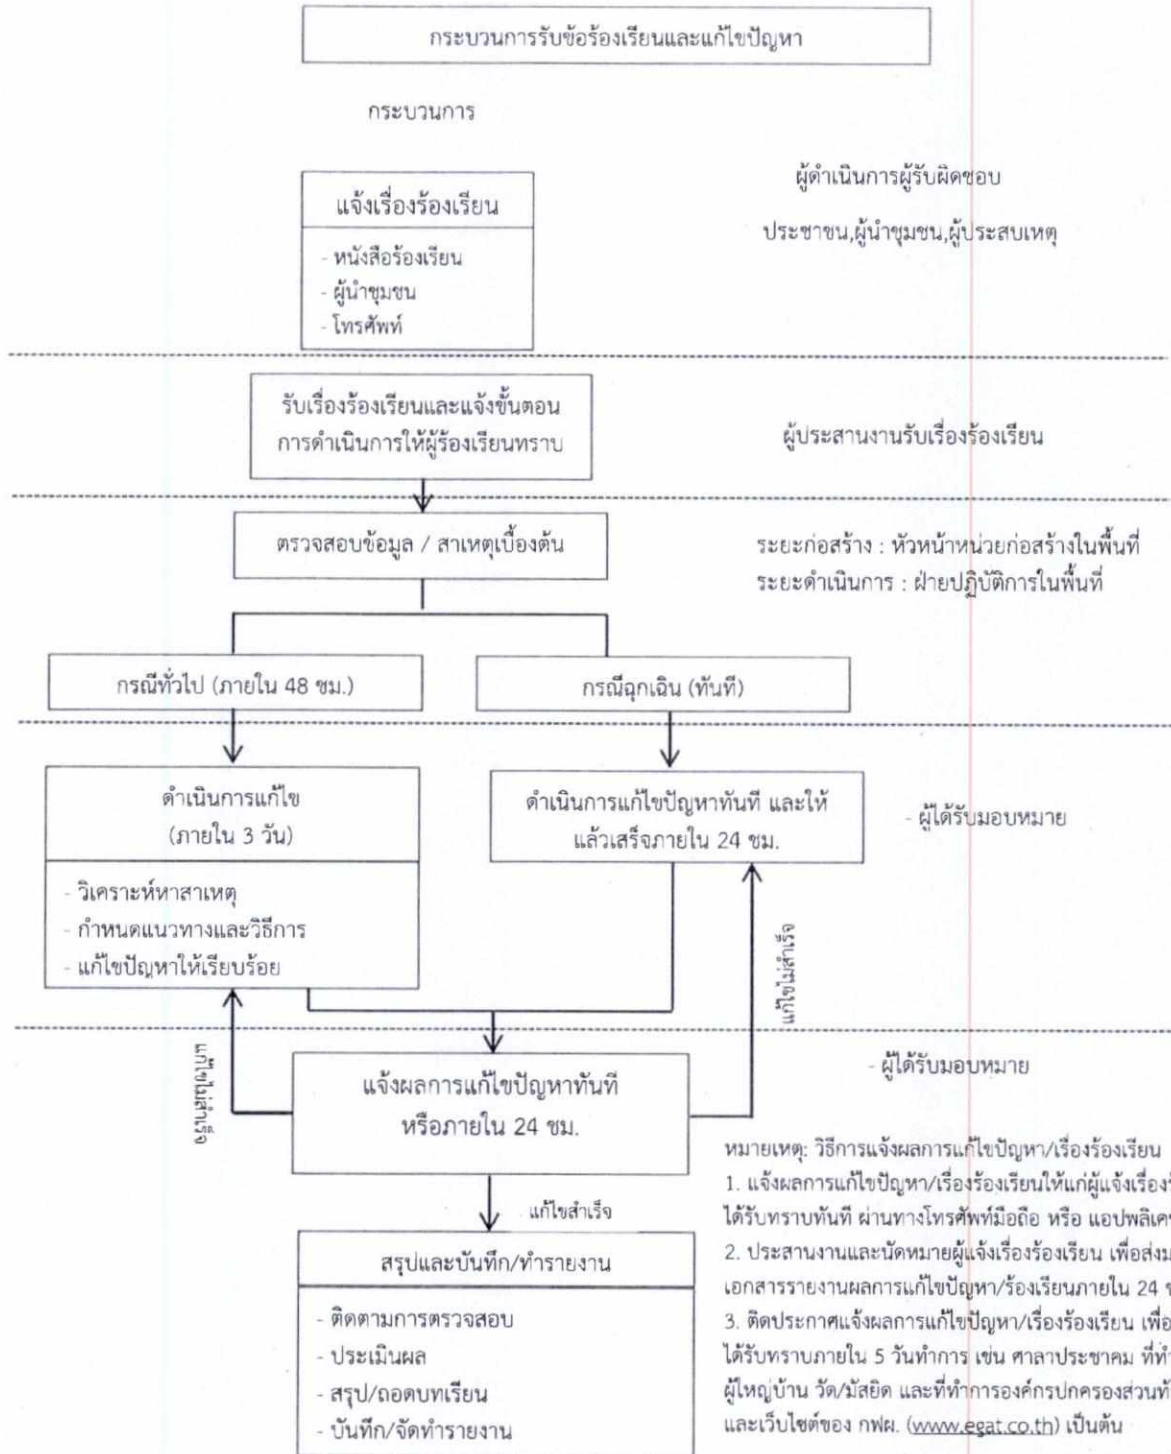 กระบวนการรับข้อร้องเรียนและแก้ไขปัญหา
กระบวนการ
ผู้ดำเนินการผู้รับผิดชอบ
แจ้งเรื่องร้องเรียน
ประชาชน,ผู้นำชุมชน,ผู้ประสบเหตุ
- หนังสือร้องเรียน
- ผู้นำชุมชน
- โทรศัพท์
รับเรื่องร้องเรียนและแจ้งขั้นตอน
การดำเนินการให้ผู้ร้องเรียนทราบ
ผู้ประสานงานรับเรื่องร้องเรียน
ตรวจสอบข้อมูล / สาเหตุเบื้องต้น
ระยะก่อสร้าง : หัวหน้าหน่วยก่อสร้างในพื้นที่
ระยะดำเนินการ : ฝ่ายปฏิบัติการในพื้นที่
กรณีทั่วไป (ภายใน 48 ชม.)
กรณีฉุกเฉิน (ทันที)
ดำเนินการแก้ไข
(ภายใน 3 วัน)
- วิเคราะห์หาสาเหตุ
- กำหนดแนวทางและวิธีการ
- แก้ไขปัญหาให้เรียบร้อย
ดำเนินการแก้ไขปัญหาทันที และให้
แล้วเสร็จภายใน 24 ชม.
- ผู้ได้รับมอบหมาย
แก้ไขไม่สำเร็จ
แก้ไขไม่สำเร็จ
แจ้งผลการแก้ไขปัญหาทันที
หรือภายใน 24 ชม.
- ผู้ได้รับมอบหมาย
แก้ไขสำเร็จ
สรุปและบันทึก/ทำรายงาน
- ติดตามการตรวจสอบ
- ประเมินผล
- สรุป/ถอดบทเรียน
- บันทึก/จัดทำรายงาน
หมายเหตุ: วิธีการแจ้งผลการแก้ไขปัญหา/เรื่องร้องเรียน
1. แจ้งผลการแก้ไขปัญหา/เรื่องร้องเรียนให้แก่ผู้แจ้งเรื่อง
ได้รับทราบทันที ผ่านทางโทรศัพท์มือถือ หรือ
2. ประสานงานและนัดหมายผู้แจ้งเรื่องร้องเรียน
เอกสารรายงานผลการแก้ไขปัญหา/ร้องเรียนภายใน 24
3. ติดประกาศแจ้งผลการแก้ไขปัญหา/เรื่องร้องเรียน
ได้รับทราบภายใน 5 วันทำการ เช่น ศาลาประชาคม
ผู้ใหญ่บ้าน วัด/มัสยิด และที่ทำการองค์กรปกครอง
และเว็บไซต์ของ กฟผ. (www.egat.co.th) เป็นต้น